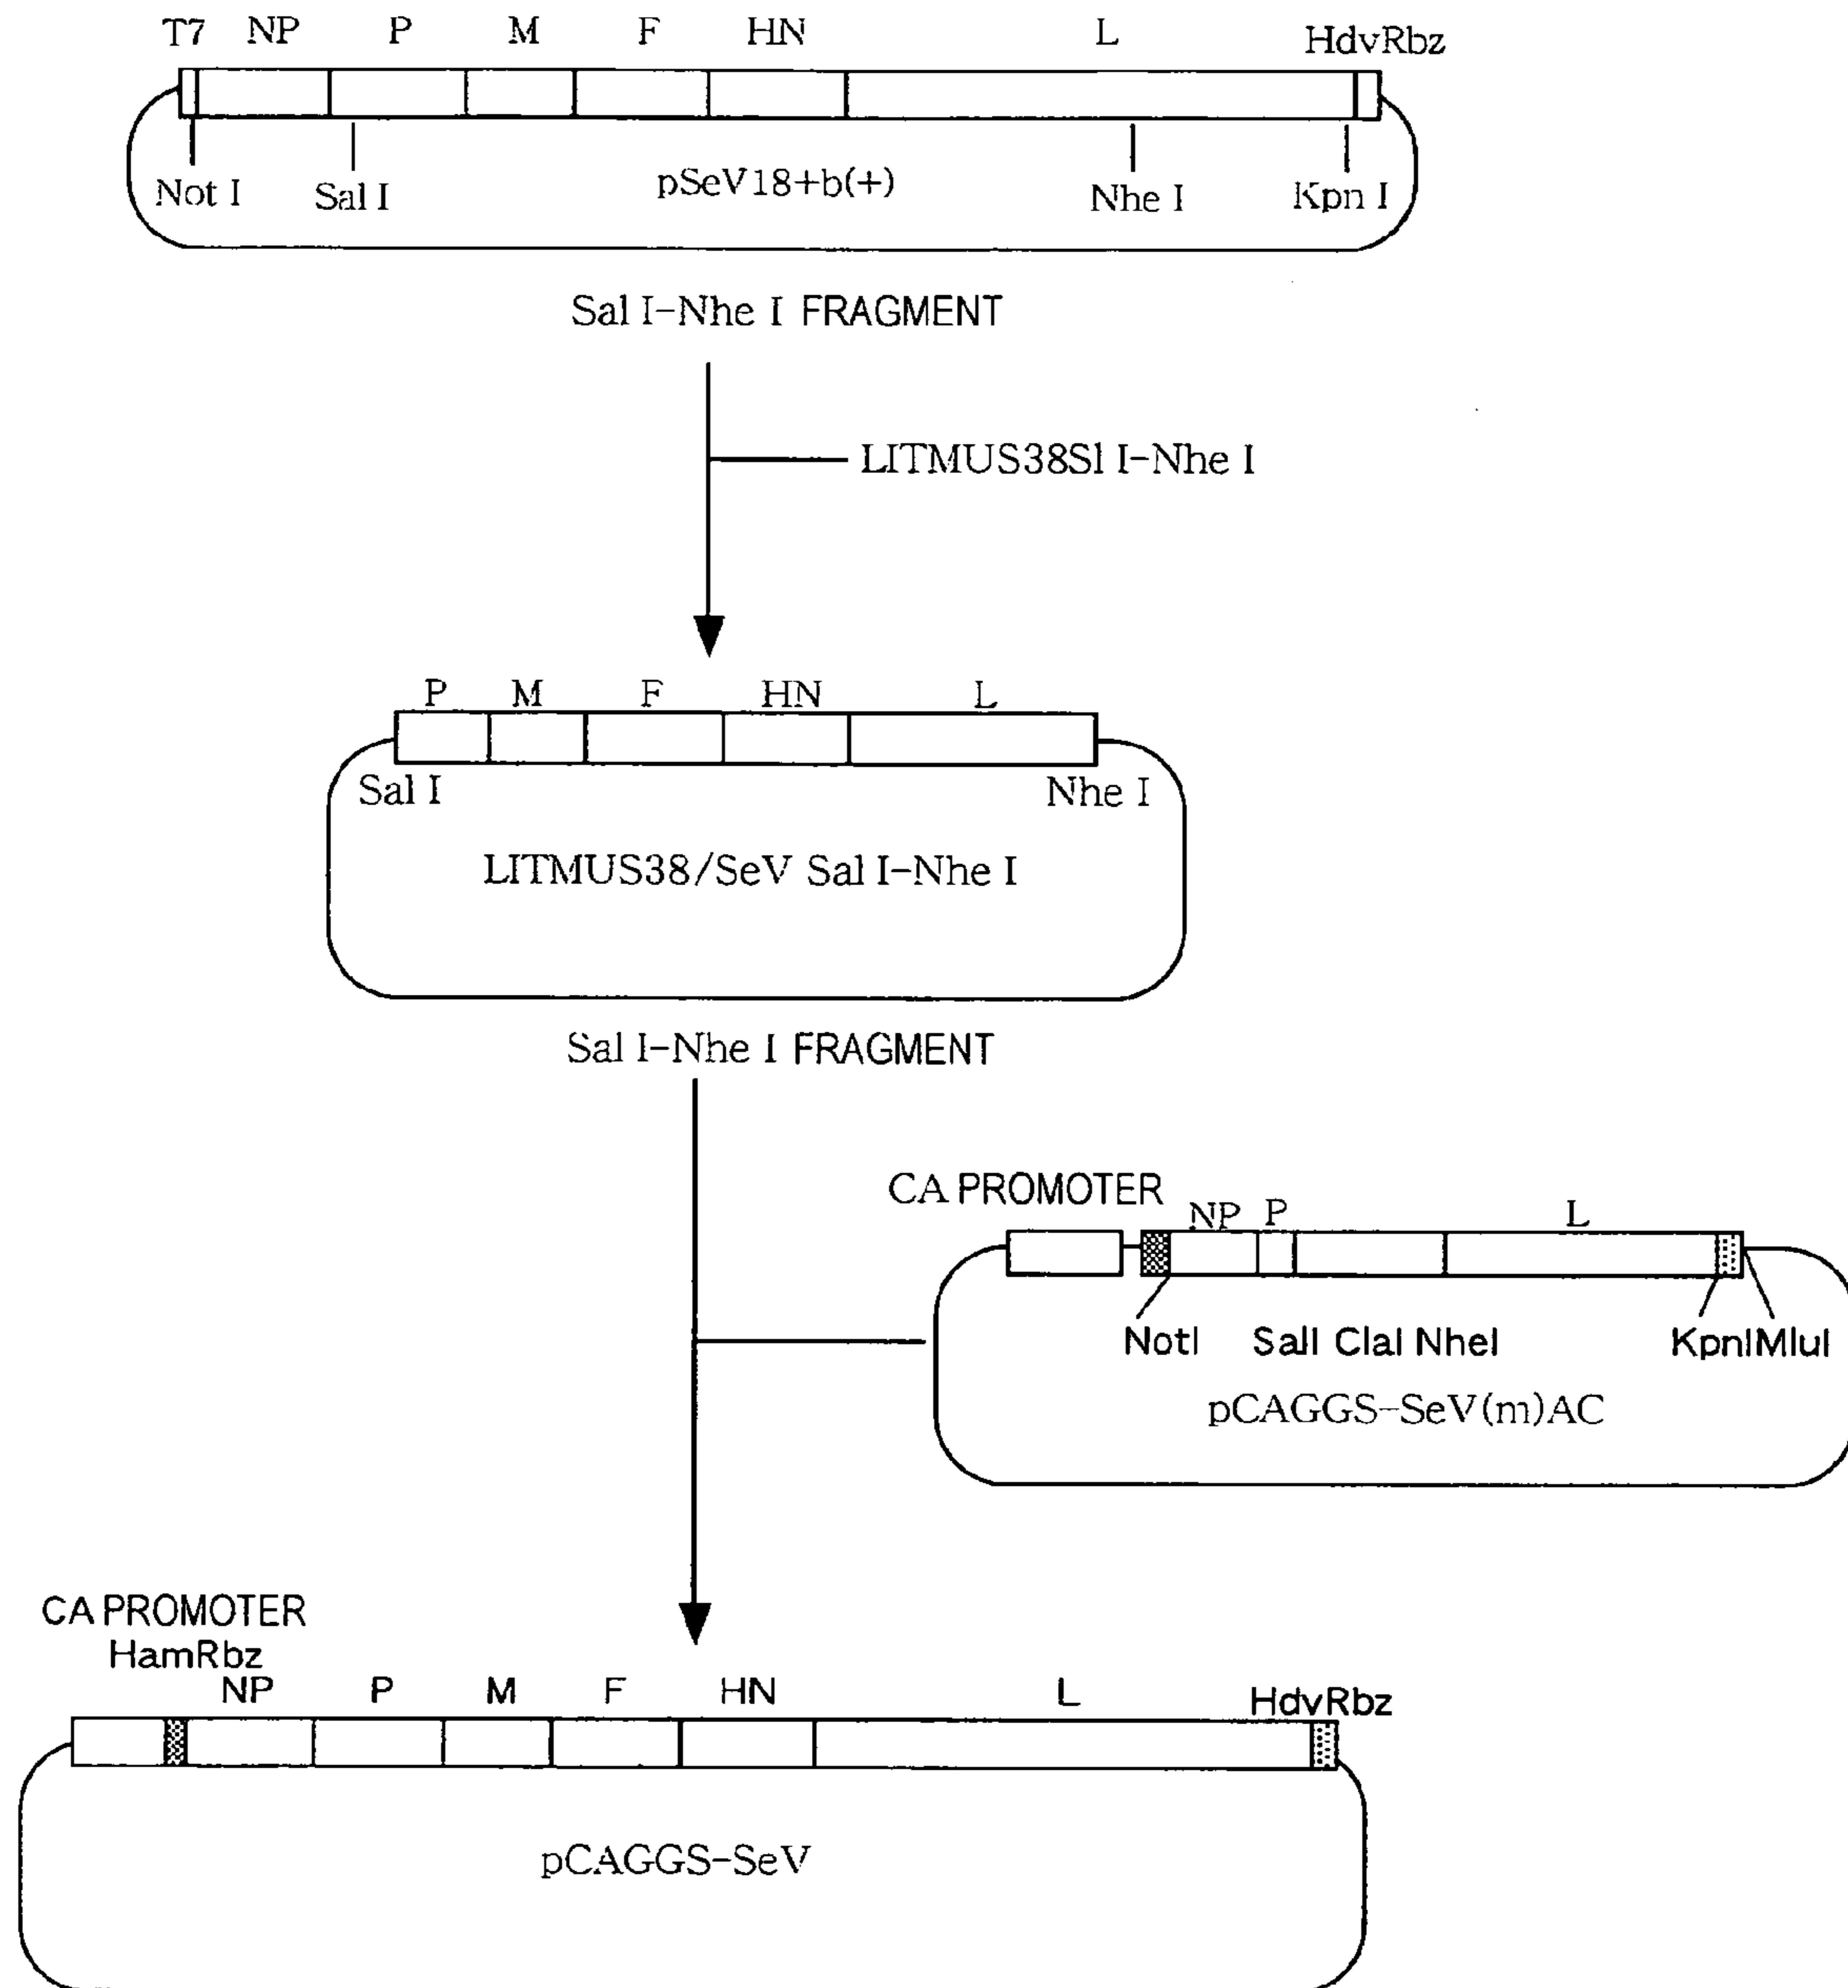 T7 NP P M F HN L HdvRbz
Not I Sal I pSeV18+b(+) Nhe I Kpn I
Sal I-Nhe I FRAGMENT
LITMUS38Sl I-Nhe I
P M F HN L
Sal I Nhe I
LITMUS38/SeV Sal I-Nhe I
Sal I-Nhe I FRAGMENT
CA PROMOTER
NP P L
NotI SalI ClaI NheI KpnI MluI
pCAGGS-SeV(m)AC
CA PROMOTER
HamRbz
NP P M F HN L HdvRbz
pCAGGS-SeV